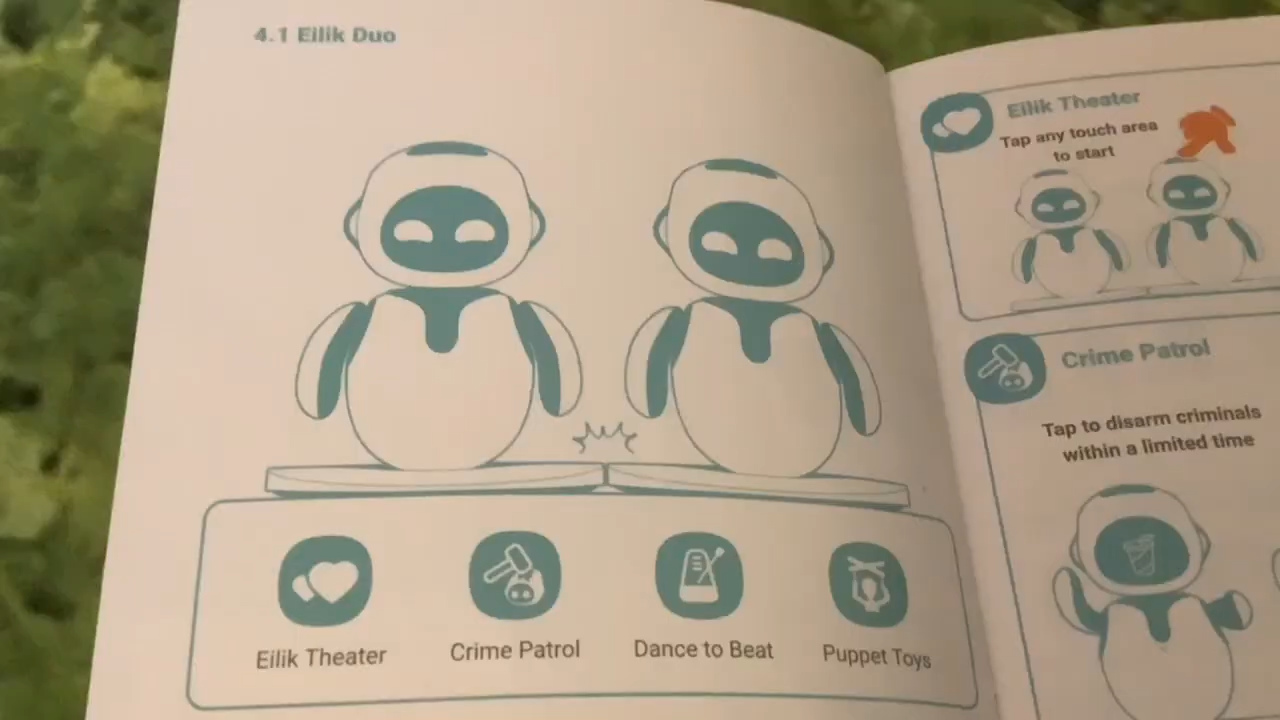 4.1 Eilik Duo
Eilik Theater
Crime Patrol
Dance to Beat
Puppet Toys
Eilik Theater
Tap any touch area
to start
Crime Patrol
Tap to disarm criminals
within a limited time